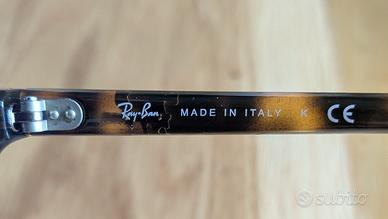 Ray-Ban MADE IN ITALY K CE
subito